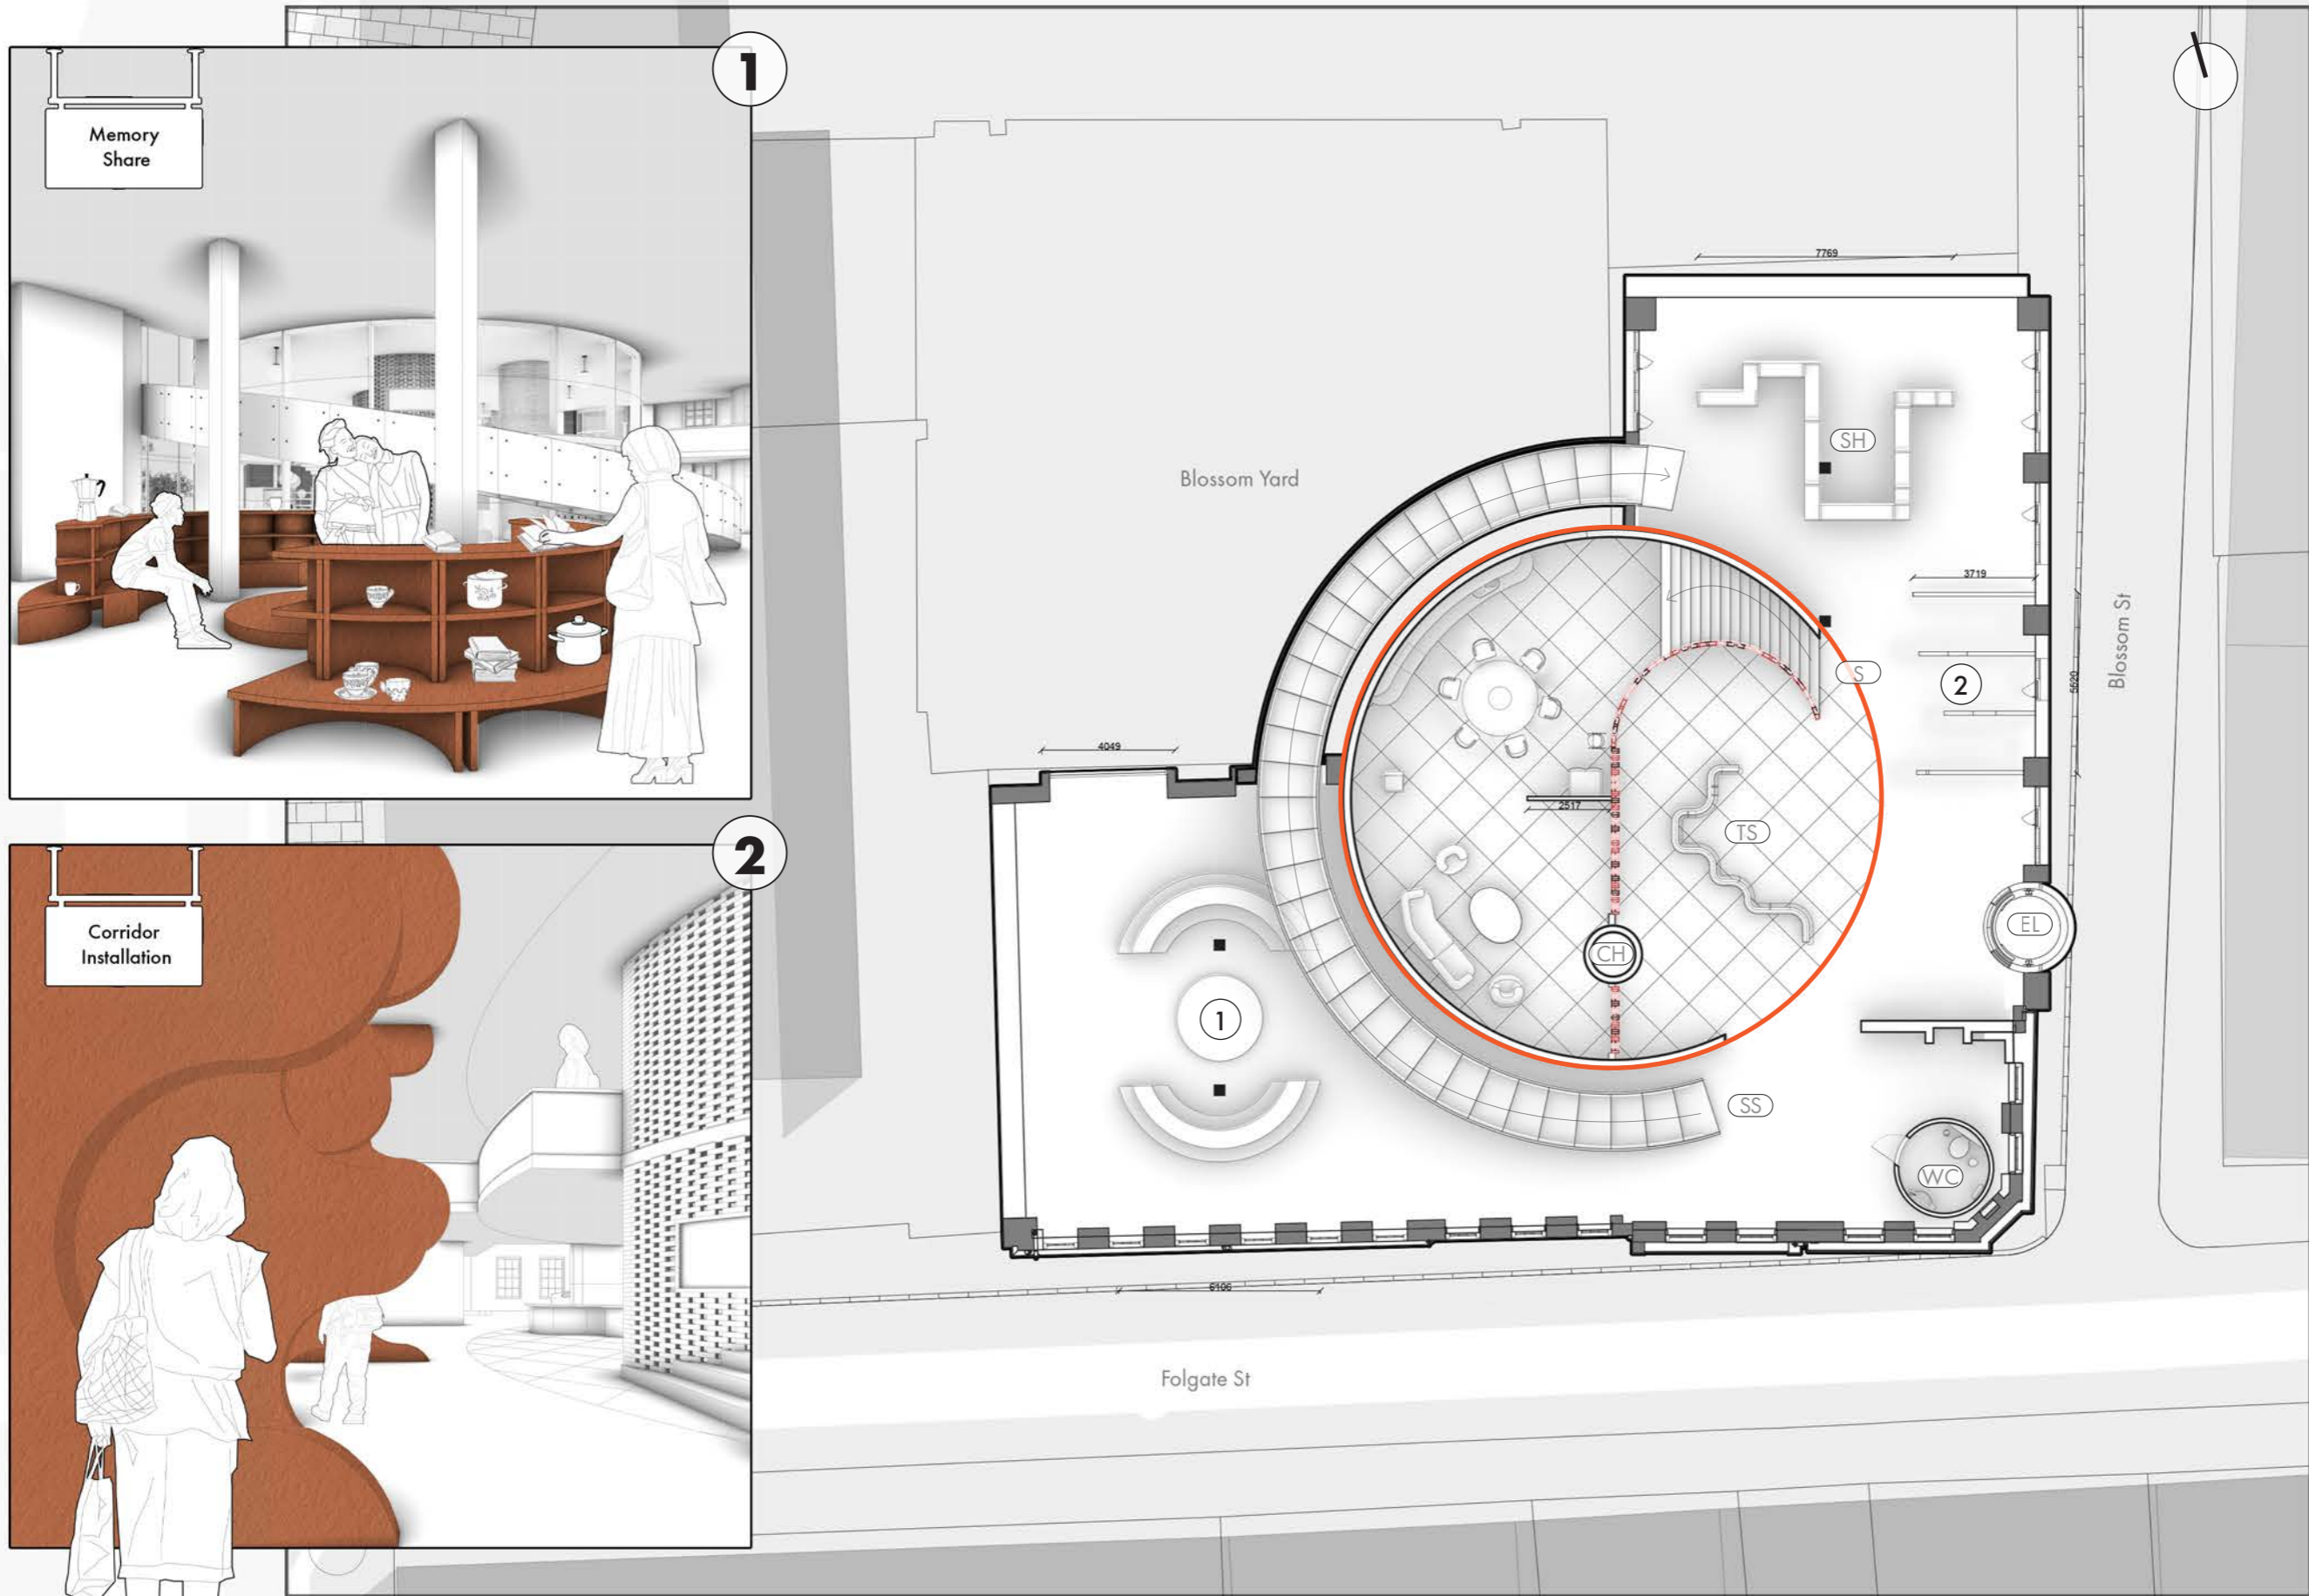 1
Memory
Share
2
Corridor
Installation
7769
Blossom Yard
SH
3719
Blossom St
S
2
5520
4049
2517
TS
EL
CH
1
SS
WC
6106
Folgate St